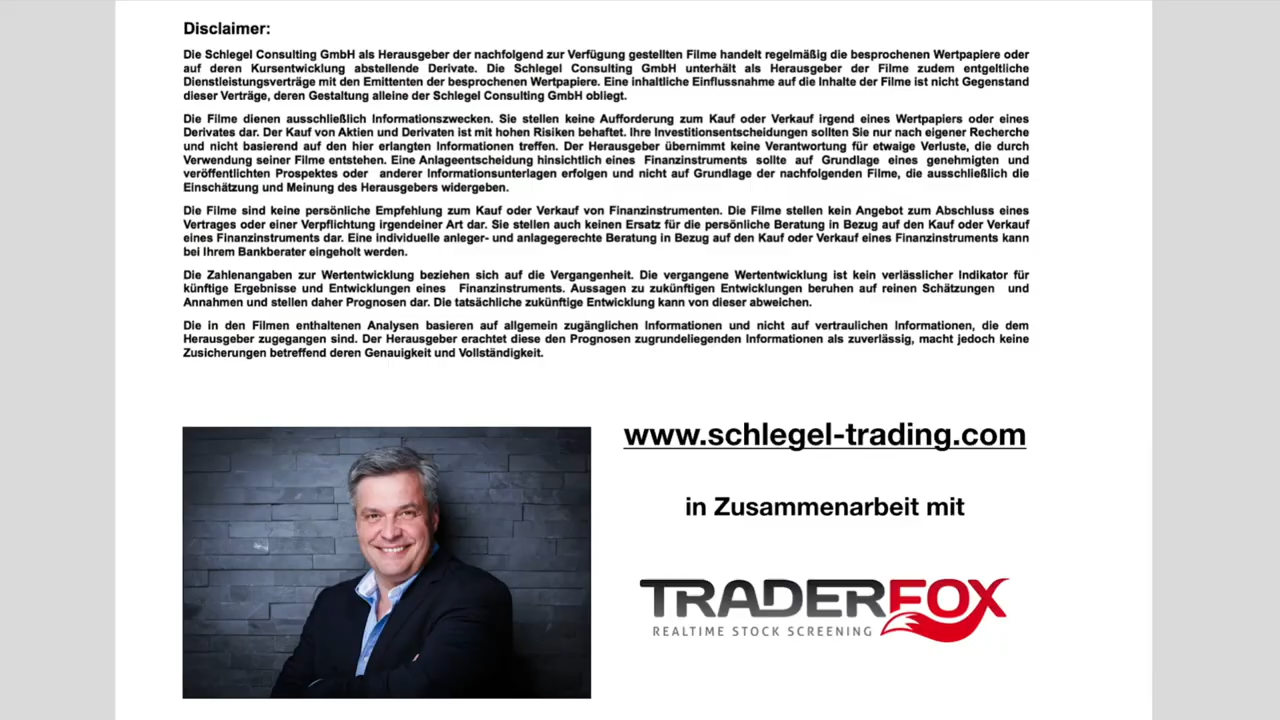 Disclaimer:
Die Schlegel Consulting GmbH als Herausgeber der nachfolgend zur Verfügung gestellten Filme handelt regelmäßig die besprochenen Wertpapiere oder
auf deren Kursentwicklung abstellende Derivate. Die Schlegel Consulting GmbH unterhält als Herausgeber der Filme zudem entgeltliche
Dienstleistungsverträge mit den Emittenten der besprochenen Wertpapiere. Eine inhaltliche Einflussnahme auf die Inhalte der Filme ist nicht Gegenstand
dieser Verträge, deren Gestaltung alleine der Schlegel Consulting GmbH obliegt.
Die Filme dienen ausschließlich Informationszwecken. Sie stellen keine Aufforderung zum Kauf oder Verkauf irgend eines Wertpapiers oder eines
Derivates dar. Der Kauf von Aktien und Derivaten ist mit hohen Risiken behaftet. Ihre Investitionsentscheidungen sollten Sie nur nach eigener Recherche
und nicht basierend auf den hier erlangten Informationen treffen. Der Herausgeber übernimmt keine Verantwortung für etwaige Verluste, die durch
Verwendung seiner Filme entstehen. Eine Anlageentscheidung hinsichtlich eines Finanzinstruments sollte auf Grundlage eines genehmigten und
veröffentlichten Prospektes oder anderer Informationsunterlagen erfolgen und nicht auf Grundlage der nachfolgenden Filme, die ausschließlich die
Einschätzung und Meinung des Herausgebers widergeben.
Die Filme sind keine persönliche Empfehlung zum Kauf oder Verkauf von Finanzinstrumenten. Die Filme stellen kein Angebot zum Abschluss eines
Vertrages oder einer Verpflichtung irgendeiner Art dar. Sie stellen auch keinen Ersatz für die persönliche Beratung in Bezug auf den Kauf oder Verkauf
eines Finanzinstruments dar. Eine individuelle anleger- und anlagegerechte Beratung in Bezug auf den Kauf oder Verkauf eines Finanzinstruments kann
bei Ihrem Bankberater eingeholt werden.
Die Zahlenangaben zur Wertentwicklung beziehen sich auf die Vergangenheit. Die vergangene Wertentwicklung ist kein verlässlicher Indikator für
künftige Ergebnisse und Entwicklungen eines Finanzinstruments. Aussagen zu zukünftigen Entwicklungen beruhen auf reinen Schätzungen und
Annahmen und stellen daher Prognosen dar. Die tatsächliche zukünftige Entwicklung kann von dieser abweichen.
Die in den Filmen enthaltenen Analysen basieren auf allgemein zugänglichen Informationen und nicht auf vertraulichen Informationen, die dem
Herausgeber zugegangen sind. Der Herausgeber erachtet diese den Prognosen zugrundeliegenden Informationen als zuverlässig, macht jedoch keine
Zusicherungen betreffend deren Genauigkeit und Vollständigkeit.
www.schlegel-trading.com
in Zusammenarbeit mit
TRADERFOX
REALTIME STOCK SCREENING